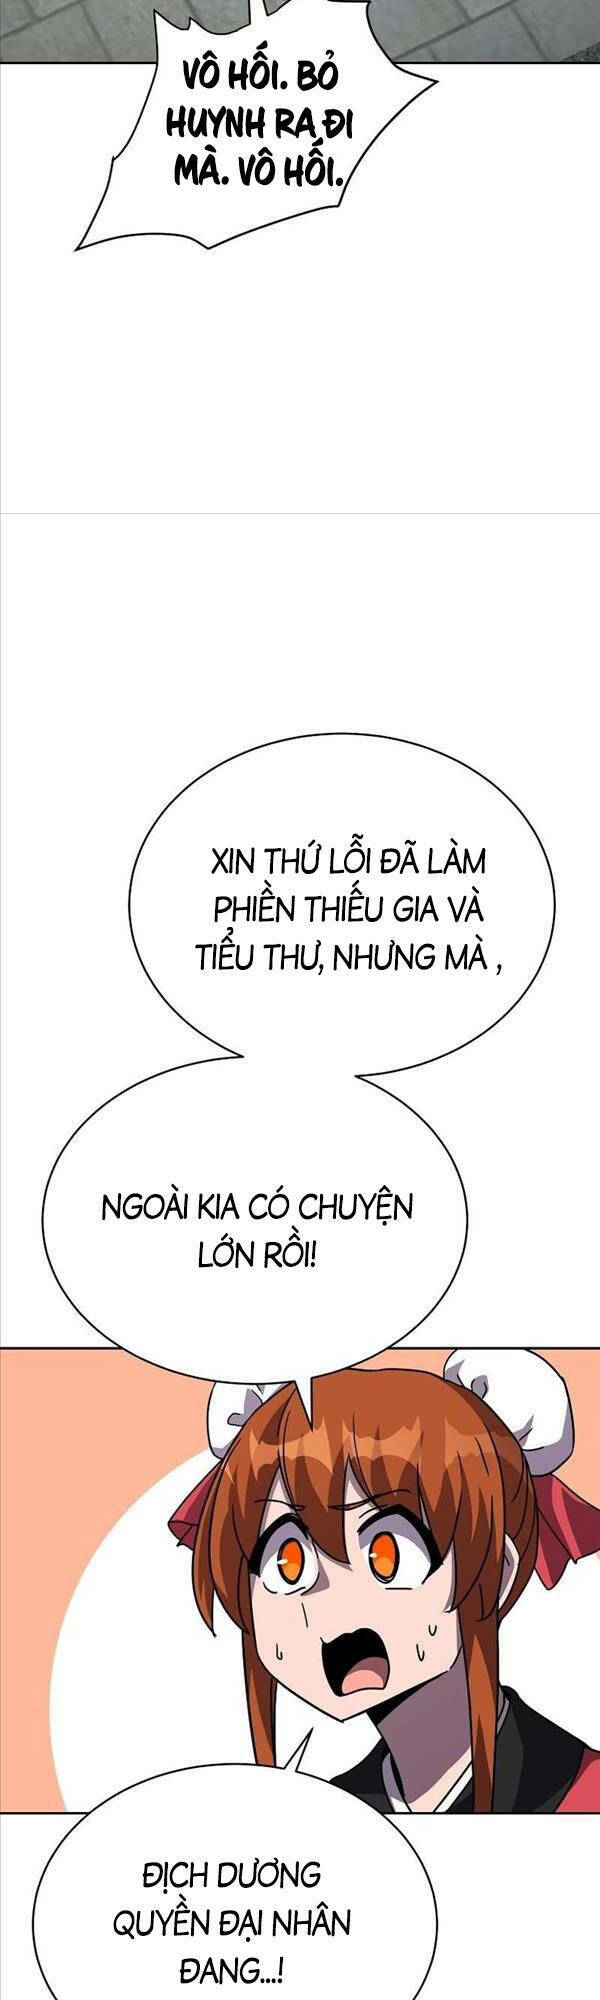 VÔ HỐI. BỎ
HUYNH RA ĐI
MÀ. VÔ HỐI.
XIN THỨ LỖI ĐÃ LÀM
PHIỀN THIẾU GIA VÀ
TIỂU THƯ, NHƯNG MÀ ,
NGOÀI KIA CÓ CHUYỆN
LỚN RỒI!
ĐỊCH DƯƠNG
QUYỀN ĐẠI NHÂN
ĐANG...!